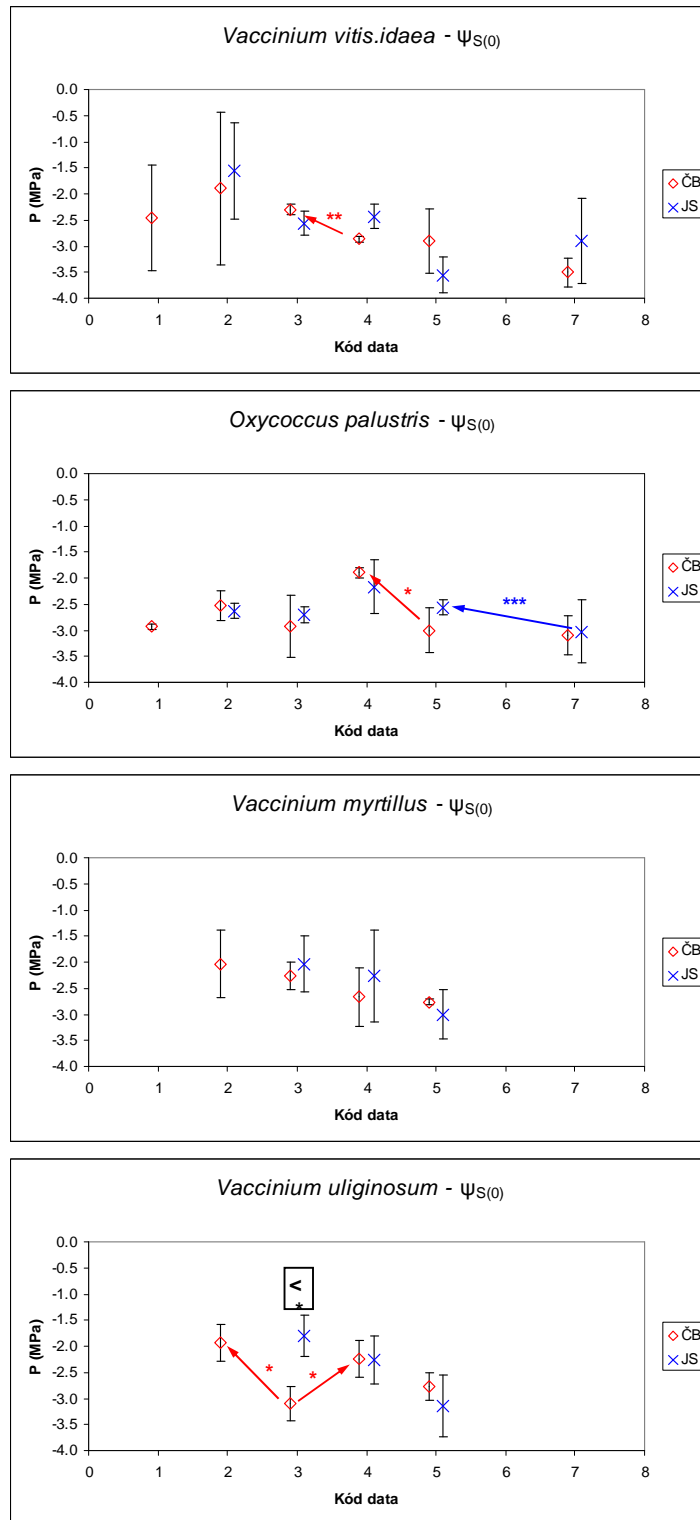 Vaccinium vitis.idaea - ψS(0)
0.0
-0.5
-1.0
-1.5
-2.0
-2.5
-3.0
-3.5
-4.0
P (MPa)
**
0 1 2 3 4 5 6 7 8
Kód data
ČB
JS
Oxycoccus palustris - ψS(0)
0.0
-0.5
-1.0
-1.5
-2.0
-2.5
-3.0
-3.5
-4.0
P (MPa)
*
***
0 1 2 3 4 5 6 7 8
Kód data
ČB
JS
Vaccinium myrtillus - ψS(0)
0.0
-0.5
-1.0
-1.5
-2.0
-2.5
-3.0
-3.5
-4.0
P (MPa)
0 1 2 3 4 5 6 7 8
Kód data
ČB
JS
Vaccinium uliginosum - ψS(0)
0.0
-0.5
-1.0
-1.5
-2.0
-2.5
-3.0
-3.5
-4.0
P (MPa)
<
*
* *
0 1 2 3 4 5 6 7 8
Kód data
ČB
JS